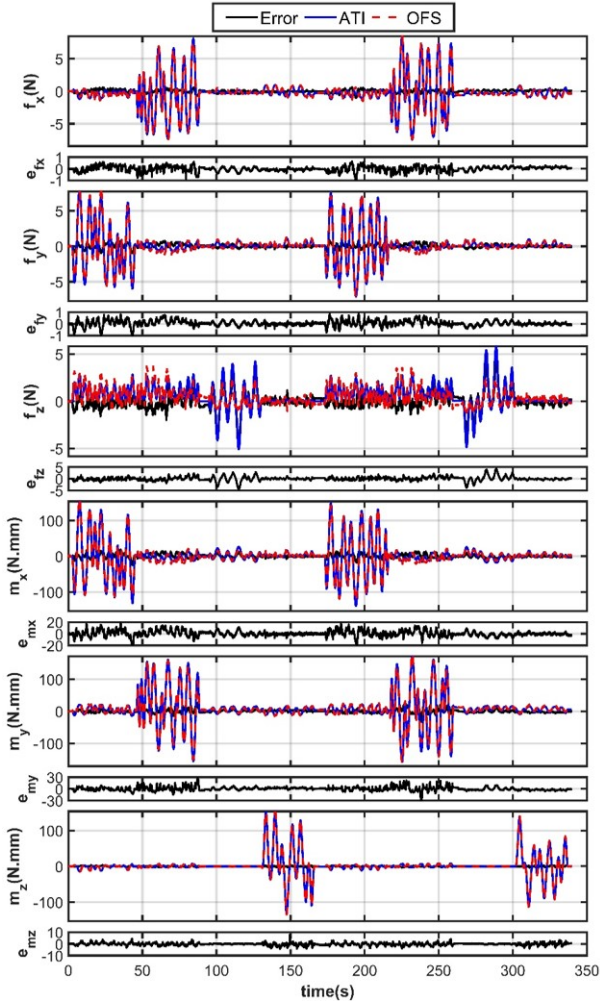 Error ATI OFS
f_x(N)
5
0
-5
e_fx
1
0
-1
f_y(N)
5
0
-5
e_fy
1
0
-1
f_z(N)
5
0
-5
e_fz
5
0
-5
m_x(N.mm)
100
0
-100
e_mx
20
0
-20
m_y(N.mm)
100
0
-100
e_my
30
0
-30
m_z(N.mm)
100
0
-100
e_mz
10
0
-10
0 50 100 150 200 250 300 350
time(s)